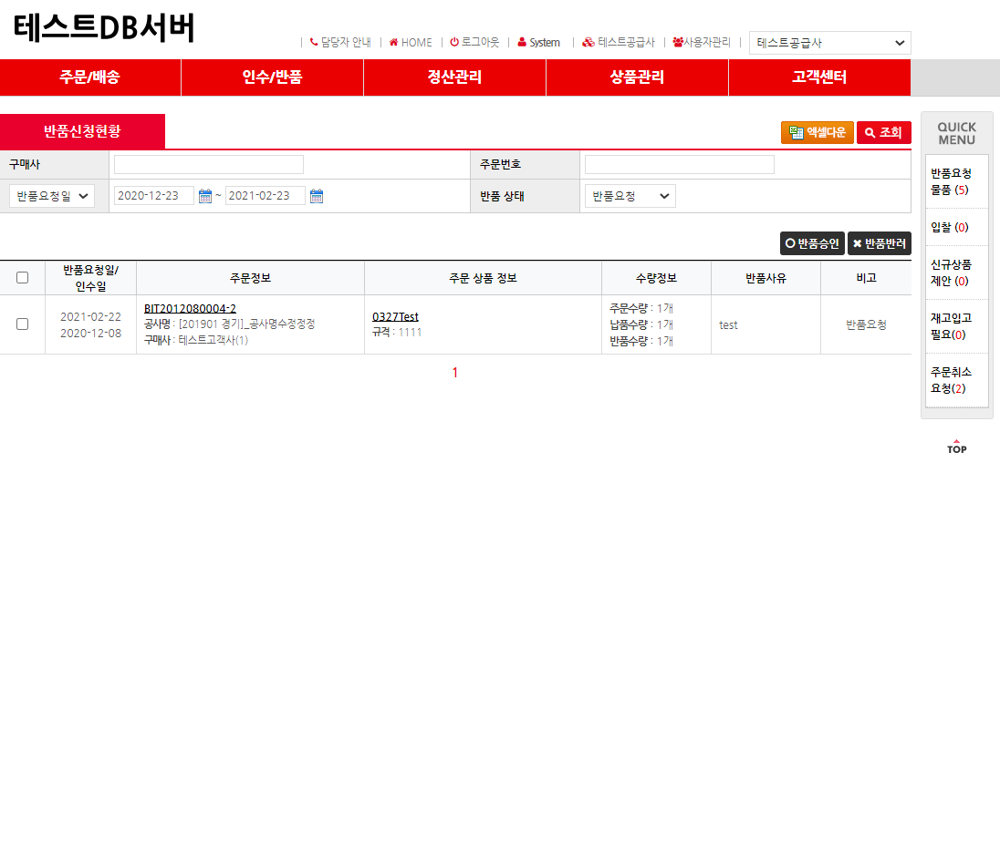 테스트DB서버
담당자 안내 | HOME | 로그아웃 | System | 테스트공급사 | 사용자관리 | 테스트공급사
주문/배송 인수/반품 정산관리 상품관리 고객센터
반품신청현황 엑셀다운 조회
구매사 주문번호
반품요청일 2020-12-23 ~ 2021-02-23 반품 상태 반품요청
반품승인 반품반려
반품요청일/
인수일
주문정보 주문 상품 정보 수량정보 반품사유 비고
2021-02-22
2020-12-08
BIT2012080004-2
공사명 : [201901 경기]_공사명수정정정
구매사 : 테스트고객사(1)
0327Test
규격 : 1111
주문수량 : 1개
납품수량 : 1개
반품수량 : 1개
test
반품요청
1
QUICK
MENU
반품요청
물품 (5)
입찰 (0)
신규상품
제안 (0)
재고입고
필요(0)
주문취소
요청(2)
TOP